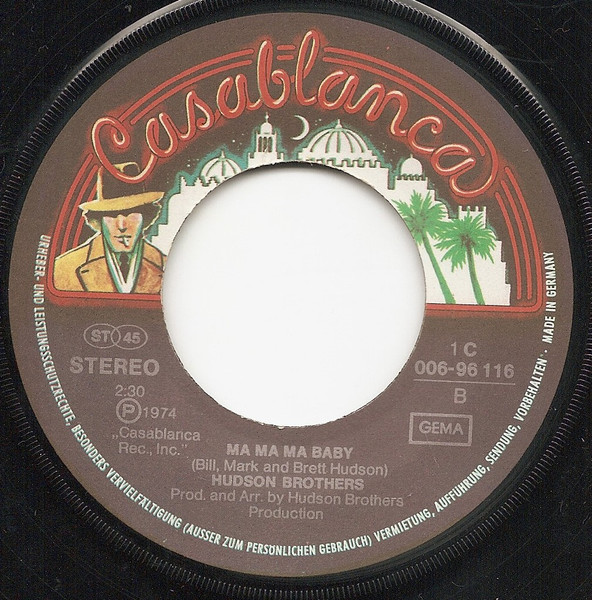 Casablanca
ST 45
STEREO
2:30
P 1974
„Casablanca
Rec., Inc."
1 C
006-96 116
B
GEMA
MA MA MA BABY
(Bill, Mark and Brett Hudson)
HUDSON BROTHERS
Prod. and Arr. by Hudson Brothers
Production
URHEBER- UND LEISTUNGSSCHUTZRECHTE, BESONDERS VERVIELFÄLTIGUNG (AUSSER ZUM PERSÖNLICHEN GEBRAUCH) VERMIETUNG, AUFFÜHRUNG, SENDUNG, VORBEHALTEN · MADE IN GERMANY